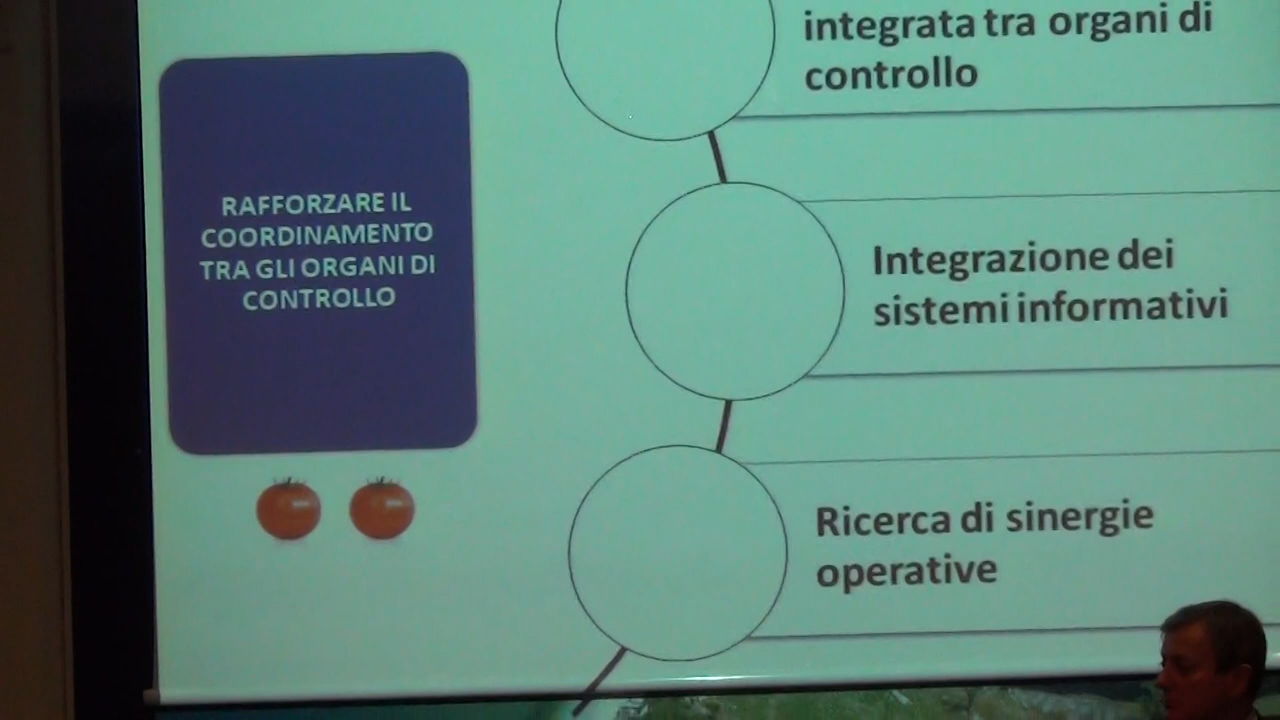 RAFFORZARE IL
COORDINAMENTO
TRA GLI ORGANI DI
CONTROLLO
integrata tra organi di
controllo
Integrazione dei
sistemi informativi
Ricerca di sinergie
operative